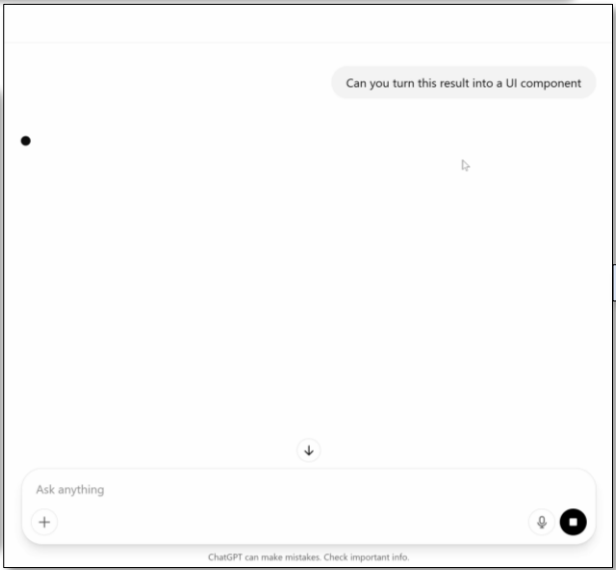 Can you turn this result into a UI component
Ask anything
ChatGPT can make mistakes. Check important info.